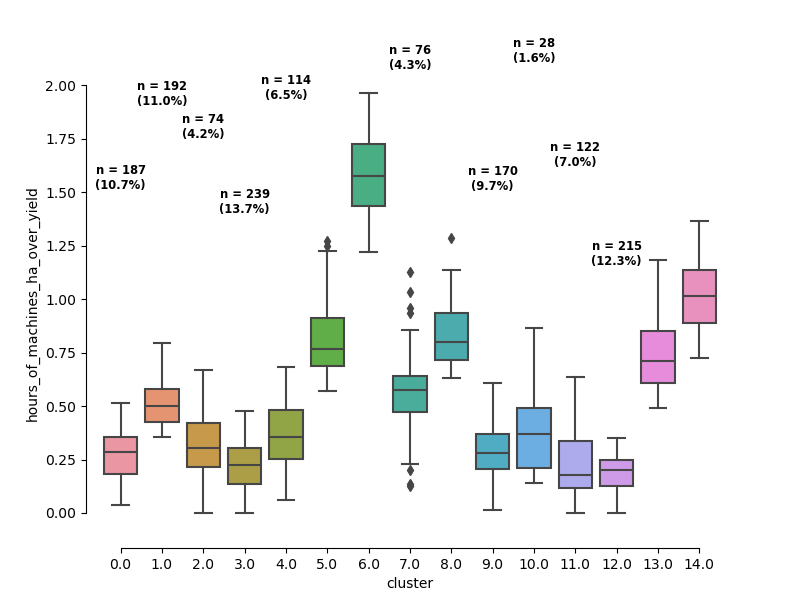 n = 28
(1.6%)
n = 76
(4.3%)
n = 114
(6.5%)
n = 192
(11.0%)
n = 74
(4.2%)
n = 122
(7.0%)
n = 187
(10.7%)
n = 170
(9.7%)
n = 239
(13.7%)
n = 215
(12.3%)
2.00
1.75
1.50
1.25
1.00
0.75
0.50
0.25
0.00
hours_of_machines_ha_over_yield
0.0 1.0 2.0 3.0 4.0 5.0 6.0 7.0 8.0 9.0 10.0 11.0 12.0 13.0 14.0
cluster